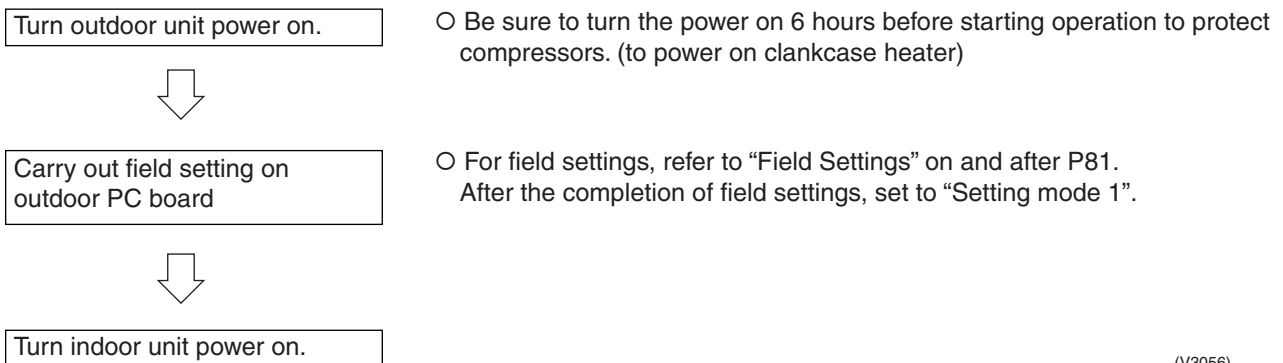 Turn outdoor unit power on.
○ Be sure to turn the power on 6 hours before starting operation to protect
compressors. (to power on clankcase heater)
Carry out field setting on
outdoor PC board
○ For field settings, refer to “Field Settings” on and after P81.
After the completion of field settings, set to “Setting mode 1”.
Turn indoor unit power on.
(V3056)